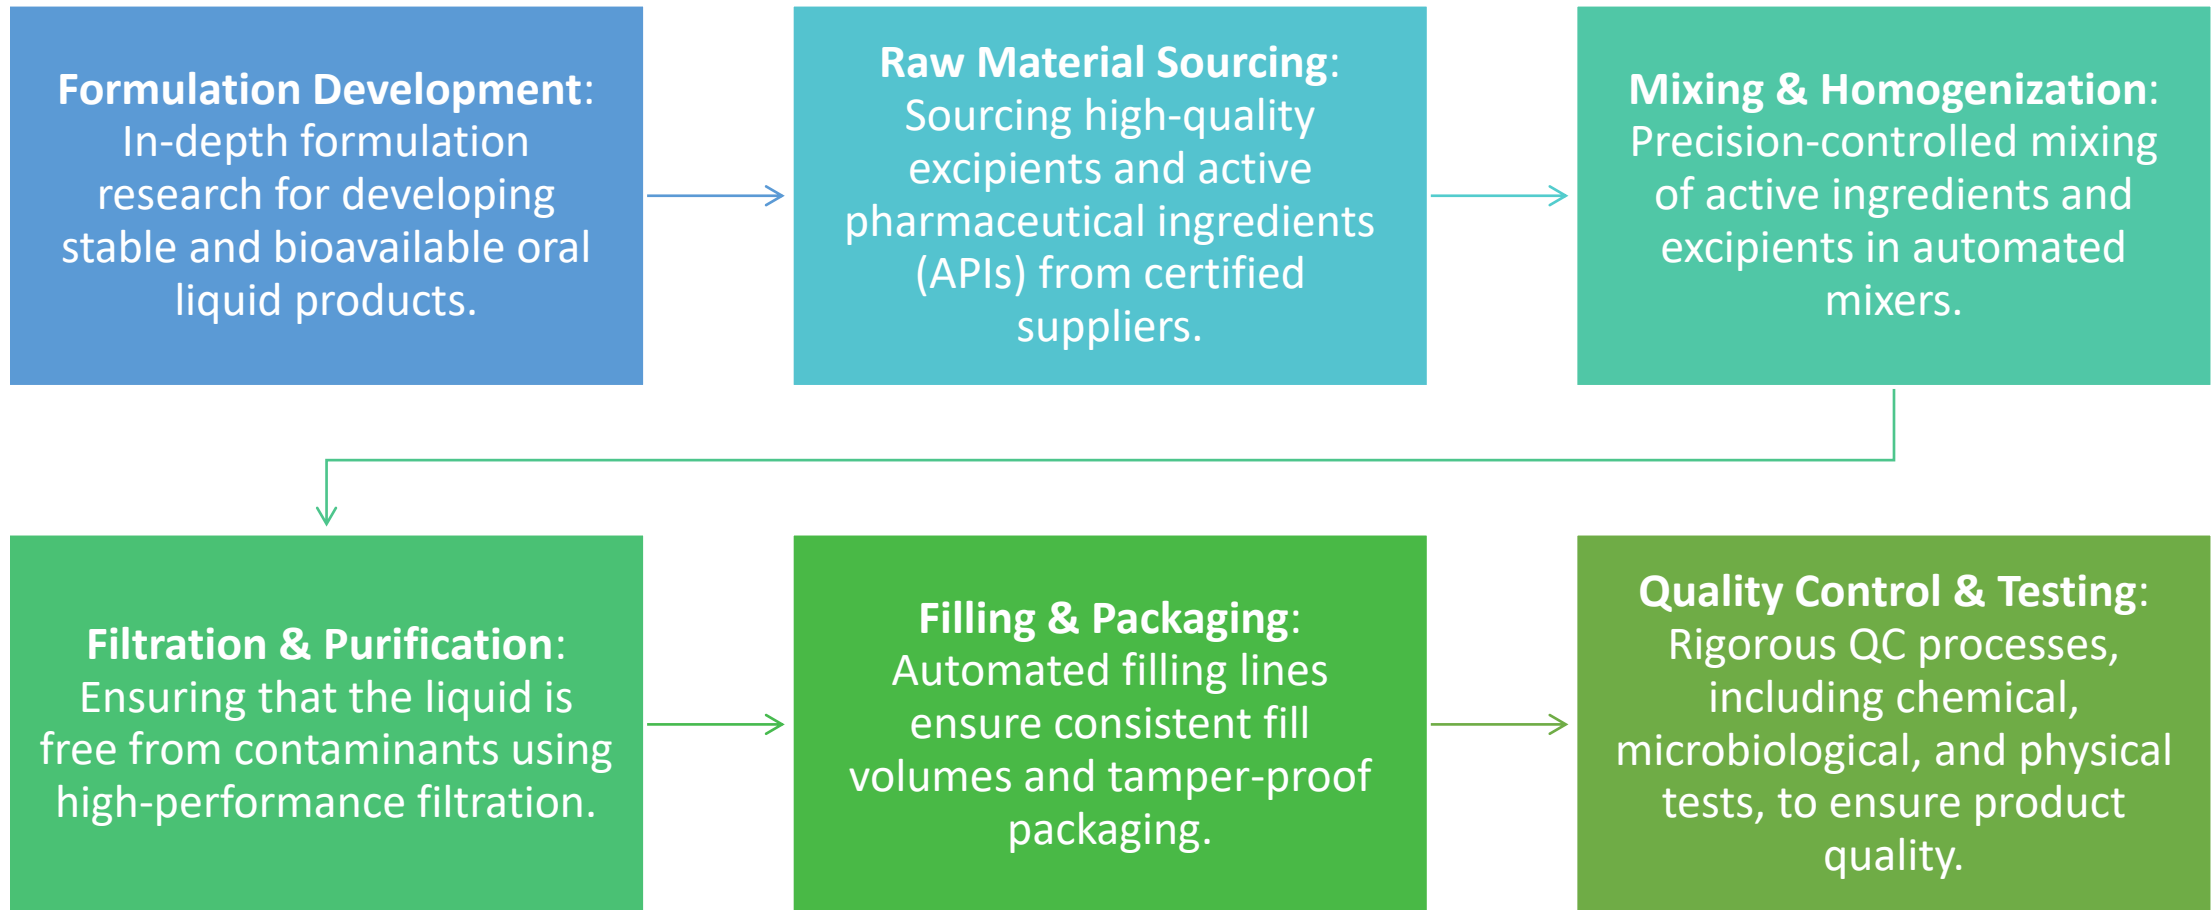 Formulation Development:
In-depth formulation
research for developing
stable and bioavailable oral
liquid products.
Raw Material Sourcing:
Sourcing high-quality
excipients and active
pharmaceutical ingredients
(APIs) from certified
suppliers.
Mixing & Homogenization:
Precision-controlled mixing
of active ingredients and
excipients in automated
mixers.
Filtration & Purification:
Ensuring that the liquid is
free from contaminants using
high-performance filtration.
Filling & Packaging:
Automated filling lines
ensure consistent fill
volumes and tamper-proof
packaging.
Quality Control & Testing:
Rigorous QC processes,
including chemical,
microbiological, and physical
tests, to ensure product
quality.